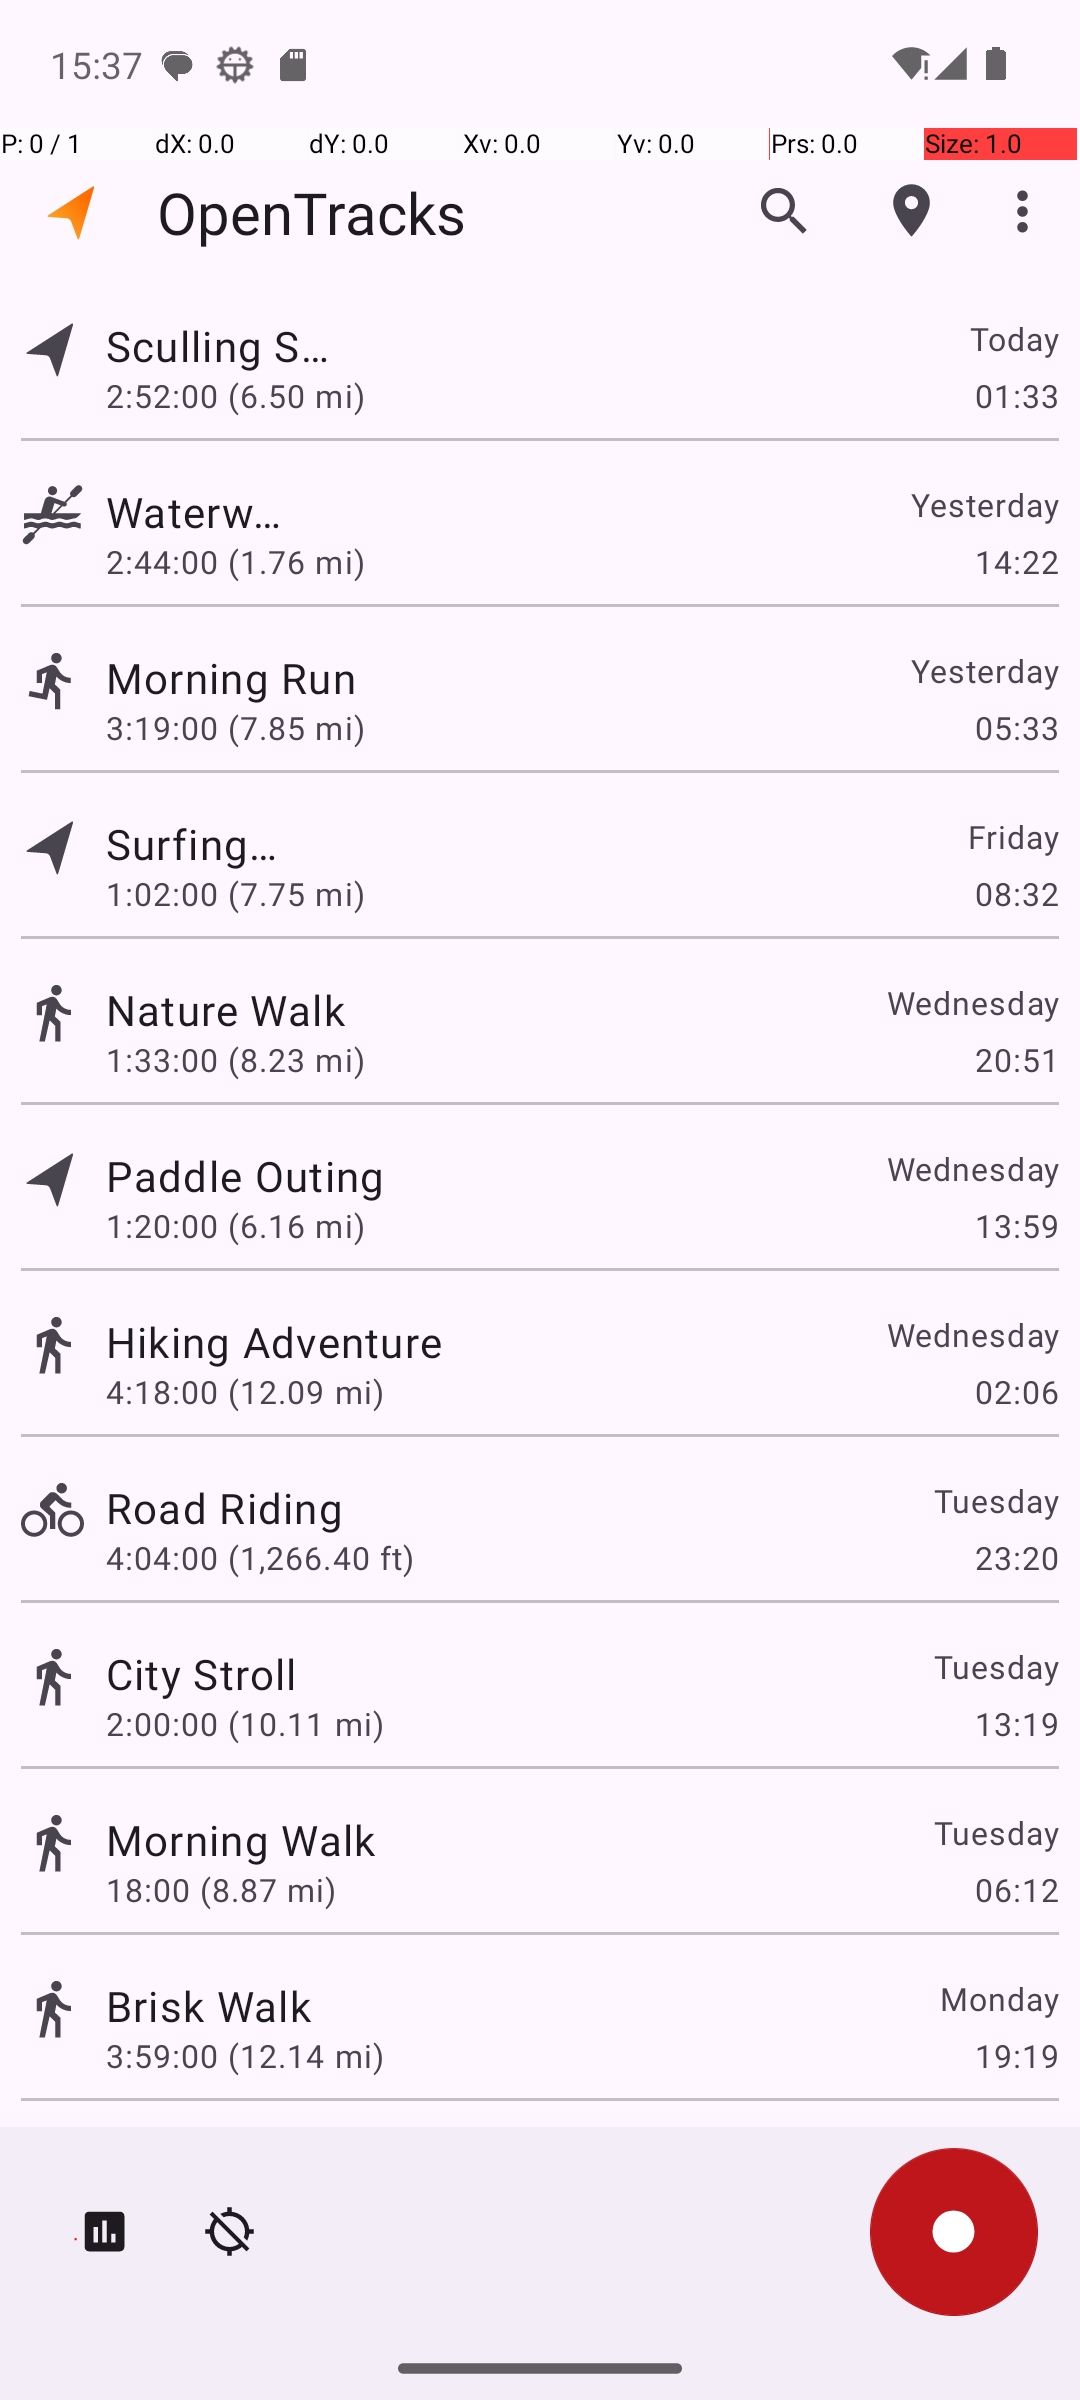 15:37
P: 0 / 1 dX: 0.0 dY: 0.0 Xv: 0.0 Yv: 0.0 Prs: 0.0 Size: 1.0
OpenTracks
Sculling S… Today
2:52:00 (6.50 mi) 01:33
Waterw… Yesterday
2:44:00 (1.76 mi) 14:22
Morning Run Yesterday
3:19:00 (7.85 mi) 05:33
Surfing… Friday
1:02:00 (7.75 mi) 08:32
Nature Walk Wednesday
1:33:00 (8.23 mi) 20:51
Paddle Outing Wednesday
1:20:00 (6.16 mi) 13:59
Hiking Adventure Wednesday
4:18:00 (12.09 mi) 02:06
Road Riding Tuesday
4:04:00 (1,266.40 ft) 23:20
City Stroll Tuesday
2:00:00 (10.11 mi) 13:19
Morning Walk Tuesday
18:00 (8.87 mi) 06:12
Brisk Walk Monday
3:59:00 (12.14 mi) 19:19